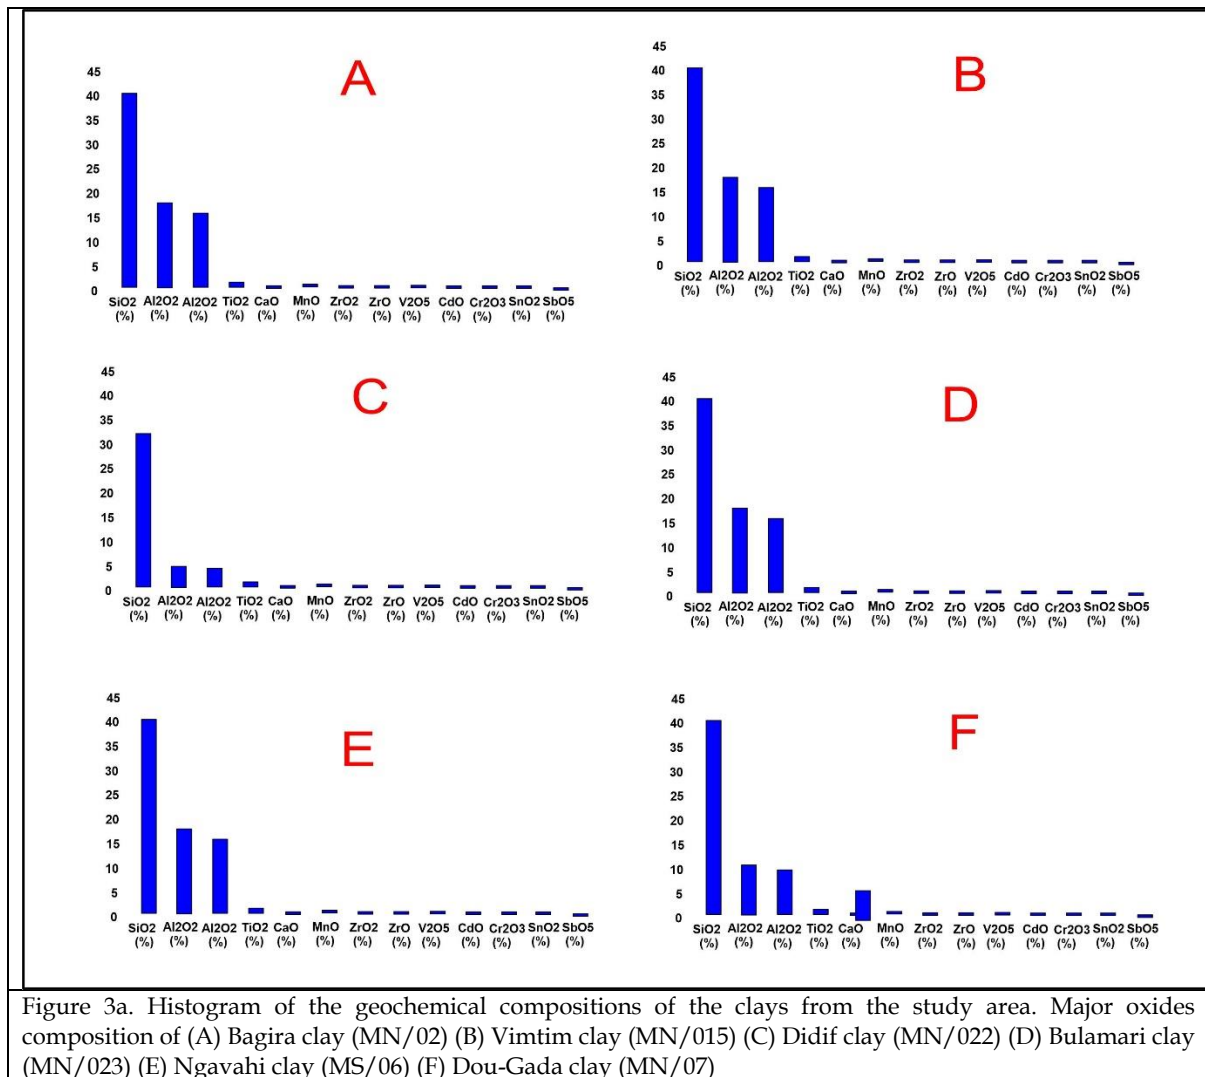 A
45
40
35
30
25
20
15
10
5
0
SiO2 Al2O2 Al2O2 TiO2 CaO MnO ZrO2 ZrO V2O5 CdO Cr2O3 SnO2 SbO5
(%) (%) (%) (%) (%) (%) (%) (%) (%) (%) (%) (%) (%)
B
45
40
35
30
25
20
15
10
5
0
SiO2 Al2O2 Al2O2 TiO2 CaO MnO ZrO2 ZrO V2O5 CdO Cr2O3 SnO2 SbO5
(%) (%) (%) (%) (%) (%) (%) (%) (%) (%) (%) (%) (%)
C
45
40
35
30
25
20
15
10
5
0
SiO2 Al2O2 Al2O2 TiO2 CaO MnO ZrO2 ZrO V2O5 CdO Cr2O3 SnO2 SbO5
(%) (%) (%) (%) (%) (%) (%) (%) (%) (%) (%) (%) (%)
D
45
40
35
30
25
20
15
10
5
0
SiO2 Al2O2 Al2O2 TiO2 CaO MnO ZrO2 ZrO V2O5 CdO Cr2O3 SnO2 SbO5
(%) (%) (%) (%) (%) (%) (%) (%) (%) (%) (%) (%) (%)
E
45
40
35
30
25
20
15
10
5
0
SiO2 Al2O2 Al2O2 TiO2 CaO MnO ZrO2 ZrO V2O5 CdO Cr2O3 SnO2 SbO5
(%) (%) (%) (%) (%) (%) (%) (%) (%) (%) (%) (%) (%)
F
45
40
35
30
25
20
15
10
5
0
SiO2 Al2O2 Al2O2 TiO2 CaO MnO ZrO2 ZrO V2O5 CdO Cr2O3 SnO2 SbO5
(%) (%) (%) (%) (%) (%) (%) (%) (%) (%) (%) (%) (%)
Figure 3a. Histogram of the geochemical compositions of the clays from the study area. Major oxides
composition of (A) Bagira clay (MN/02) (B) Vimtim clay (MN/015) (C) Didif clay (MN/022) (D) Bulamari clay
(MN/023) (E) Ngavahi clay (MS/06) (F) Dou-Gada clay (MN/07)